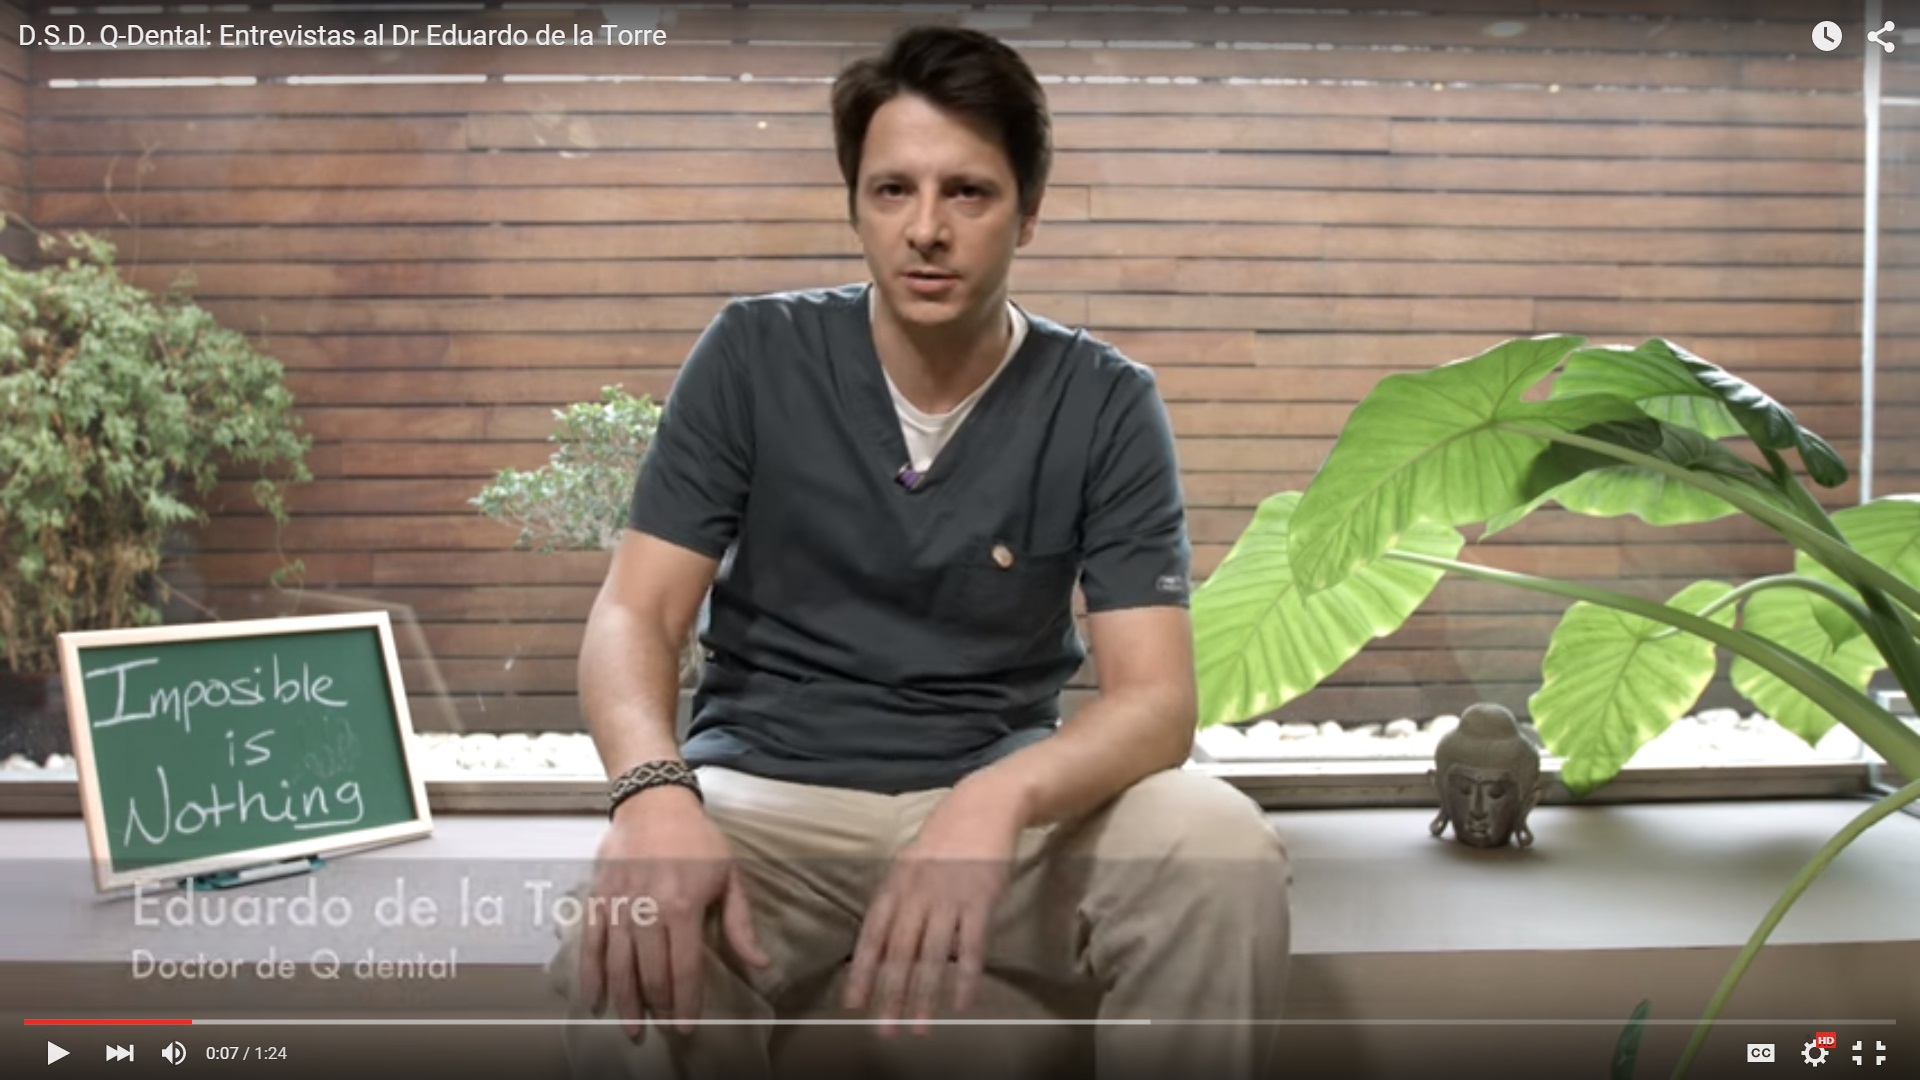 D.S.D. Q-Dental: Entrevistas al Dr Eduardo de la Torre
Imposible
is
Nothing
Eduardo de la Torre
Doctor de Q dental
0:07 / 1:24
CC
HD